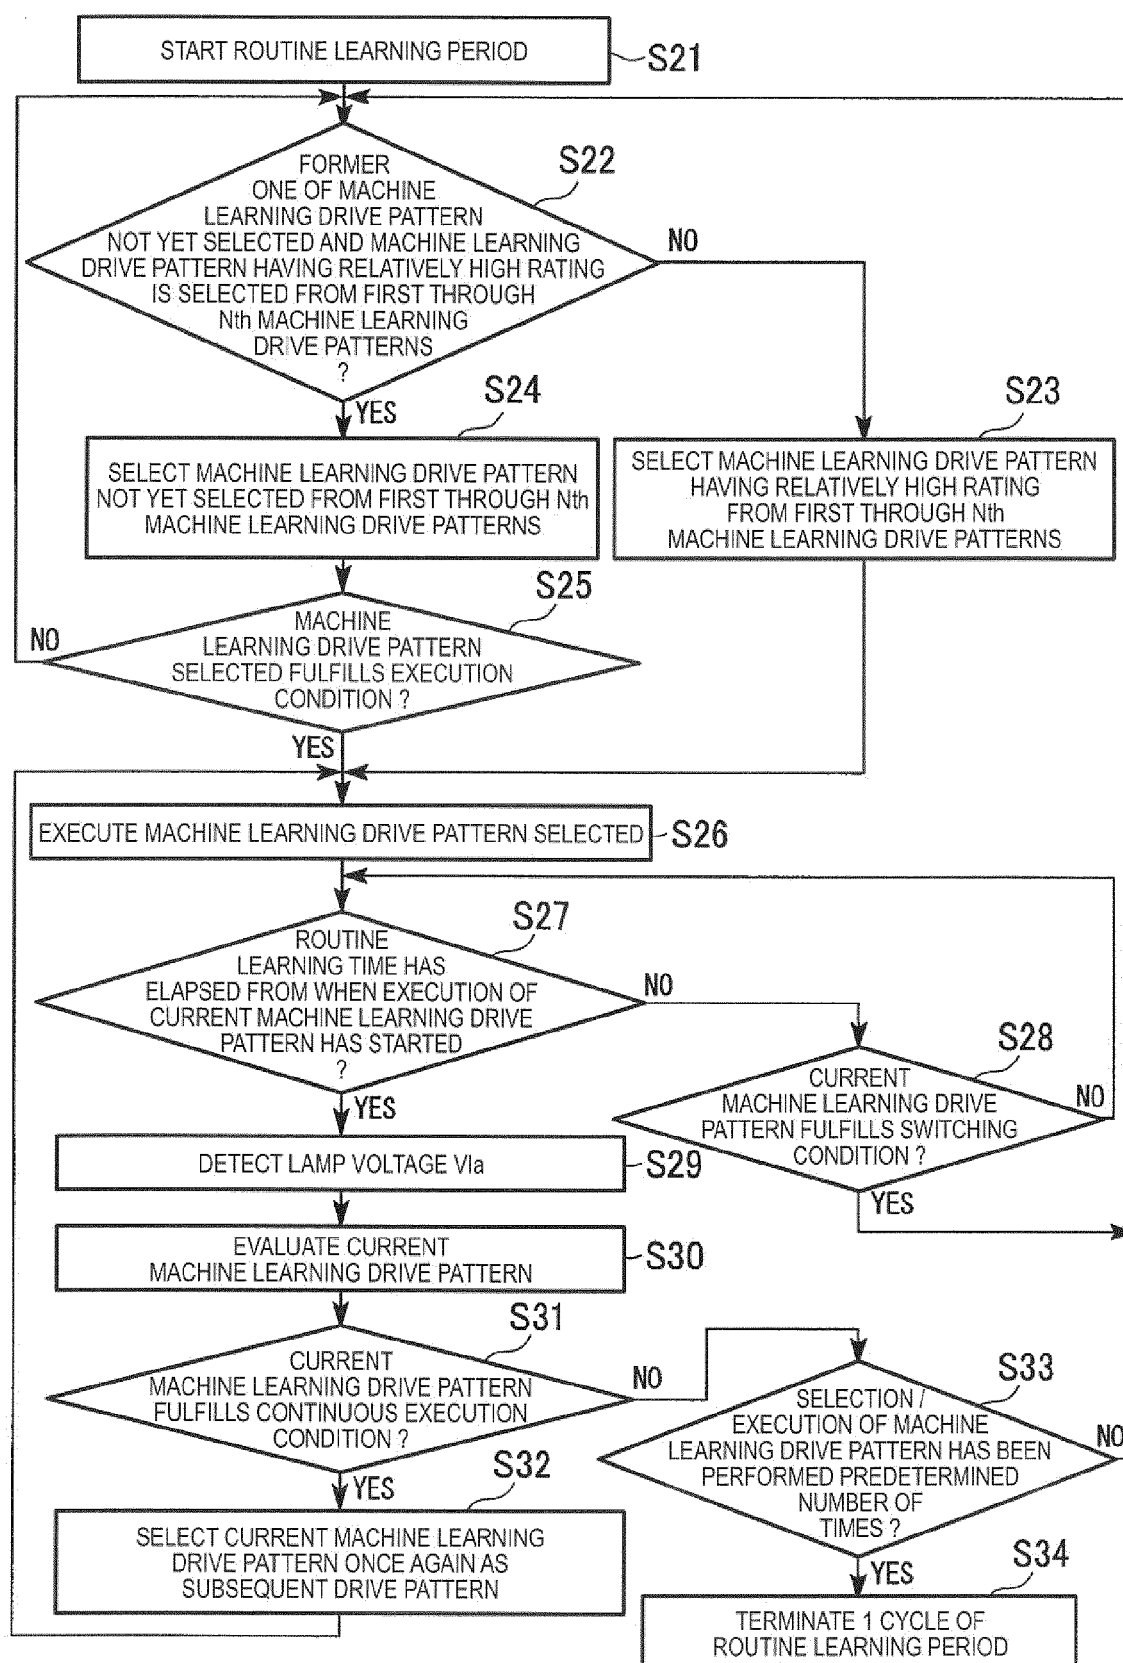 START ROUTINE LEARNING PERIOD
S21
FORMER
ONE OF MACHINE
LEARNING DRIVE PATTERN
NOT YET SELECTED AND MACHINE LEARNING
DRIVE PATTERN HAVING RELATIVELY HIGH RATING
IS SELECTED FROM FIRST THROUGH
Nth MACHINE LEARNING
DRIVE PATTERNS
?
S22
NO
YES
S24
SELECT MACHINE LEARNING DRIVE PATTERN
NOT YET SELECTED FROM FIRST THROUGH Nth
MACHINE LEARNING DRIVE PATTERNS
S23
SELECT MACHINE LEARNING DRIVE PATTERN
HAVING RELATIVELY HIGH RATING
FROM FIRST THROUGH Nth
MACHINE LEARNING DRIVE PATTERNS
S25
MACHINE
LEARNING DRIVE PATTERN
SELECTED FULFILLS EXECUTION
CONDITION ?
NO
YES
EXECUTE MACHINE LEARNING DRIVE PATTERN SELECTED
S26
S27
ROUTINE
LEARNING TIME HAS
ELAPSED FROM WHEN EXECUTION OF
CURRENT MACHINE LEARNING DRIVE
PATTERN HAS STARTED
?
NO
YES
S28
CURRENT
MACHINE LEARNING DRIVE
PATTERN FULFILLS SWITCHING
CONDITION ?
NO
YES
DETECT LAMP VOLTAGE Vla
S29
EVALUATE CURRENT
MACHINE LEARNING DRIVE PATTERN
S30
S31
CURRENT
MACHINE LEARNING DRIVE PATTERN
FULFILLS CONTINUOUS EXECUTION
CONDITION ?
NO
YES
S32
SELECT CURRENT MACHINE LEARNING
DRIVE PATTERN ONCE AGAIN AS
SUBSEQUENT DRIVE PATTERN
S33
SELECTION /
EXECUTION OF MACHINE
LEARNING DRIVE PATTERN HAS BEEN
PERFORMED PREDETERMINED
NUMBER OF
TIMES ?
NO
YES
S34
TERMINATE 1 CYCLE OF
ROUTINE LEARNING PERIOD